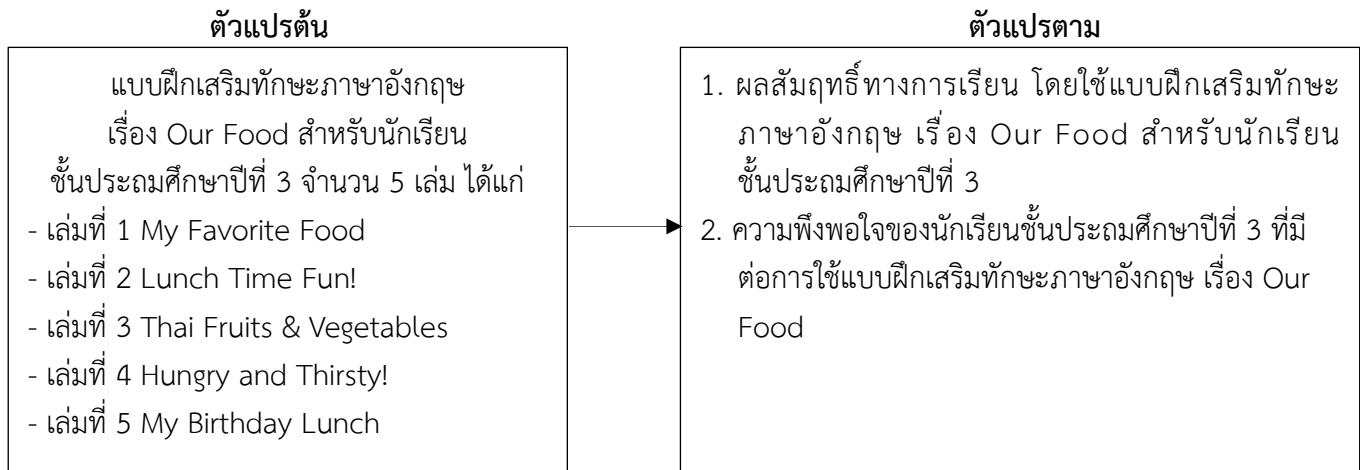 ตัวแปรต้น
แบบฝึกเสริมทักษะภาษาอังกฤษ
เรื่อง Our Food สำหรับนักเรียน
ชั้นประถมศึกษาปีที่ 3 จำนวน 5 เล่ม ได้แก่
- เล่มที่ 1 My Favorite Food
- เล่มที่ 2 Lunch Time Fun!
- เล่มที่ 3 Thai Fruits & Vegetables
- เล่มที่ 4 Hungry and Thirsty!
- เล่มที่ 5 My Birthday Lunch
ตัวแปรตาม
1. ผลสัมฤทธิ์ทางการเรียน โดยใช้แบบฝึกเสริมทักษะ
ภาษาอังกฤษ เรื่อง Our Food สำหรับนักเรียน
ชั้นประถมศึกษาปีที่ 3
2. ความพึงพอใจของนักเรียนชั้นประถมศึกษาปีที่ 3 ที่มี
ต่อการใช้แบบฝึกเสริมทักษะภาษาอังกฤษ เรื่อง Our
Food